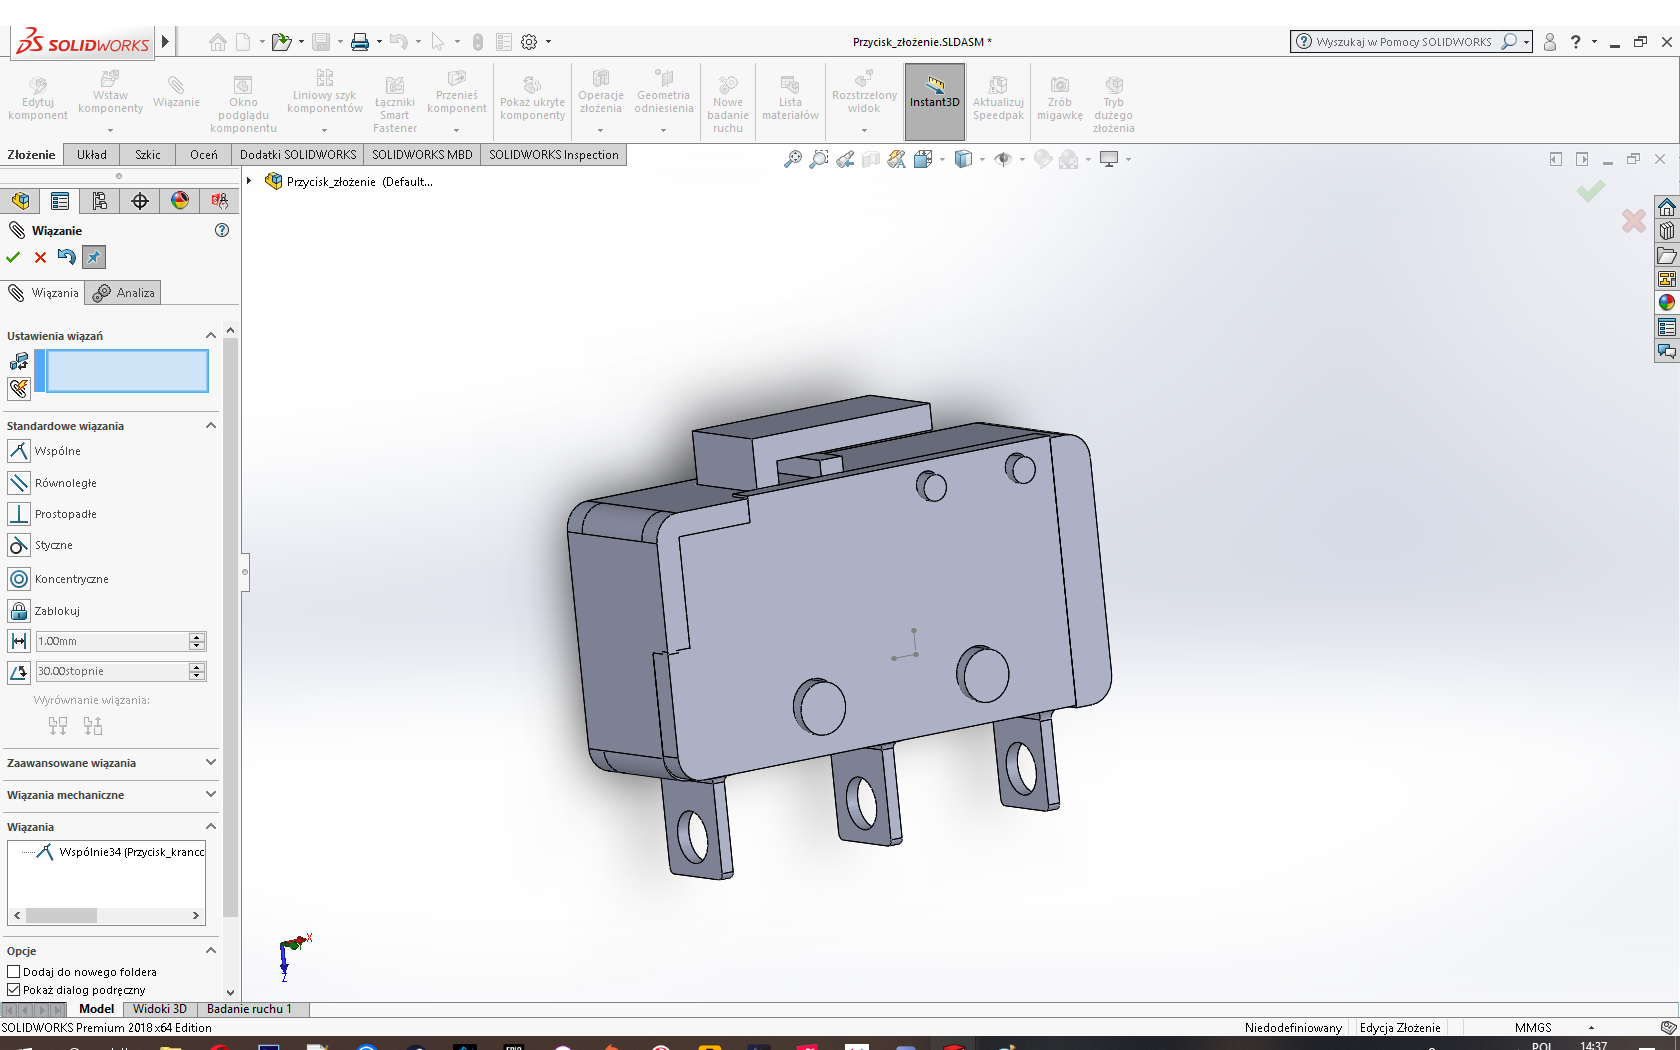 SOLIDWORKS
Przycisk_złożenie.SLDASM *
Wyszukaj w Pomocy SOLIDWORKS
Edytuj komponent
Wstaw komponenty
Wiązanie
Okno podglądu komponentu
Liniowy szyk komponentów
Łączniki Smart Fastener
Przenieś komponent
Pokaż ukryte komponenty
Operacje złożenia
Geometria odniesienia
Nowe badanie ruchu
Lista materiałów
Rozstrzelony widok
Instant3D
Aktualizuj Speedpak
Zrób migawkę
Tryb dużego złożenia
Złożenie
Układ
Szkic
Oceń
Dodatki SOLIDWORKS
SOLIDWORKS MBD
SOLIDWORKS Inspection
Przycisk_złożenie (Default...
Wiązanie
Wiązania
Analiza
Ustawienia wiązań
Standardowe wiązania
Wspólne
Równoległe
Prostopadłe
Styczne
Koncentryczne
Zablokuj
1.00mm
30.00stopnie
Wyrównanie wiązania:
Zaawansowane wiązania
Wiązania mechaniczne
Wiązania
Wspólnie34 (Przycisk_krancc
Opcje
Dodaj do nowego foldera
Pokaż dialog podręczny
X
Z
Model
Widoki 3D
Badanie ruchu 1
SOLIDWORKS Premium 2018 x64 Edition
Niedodefiniowany
Edycja Złożenie
MMGS
POL
14:37